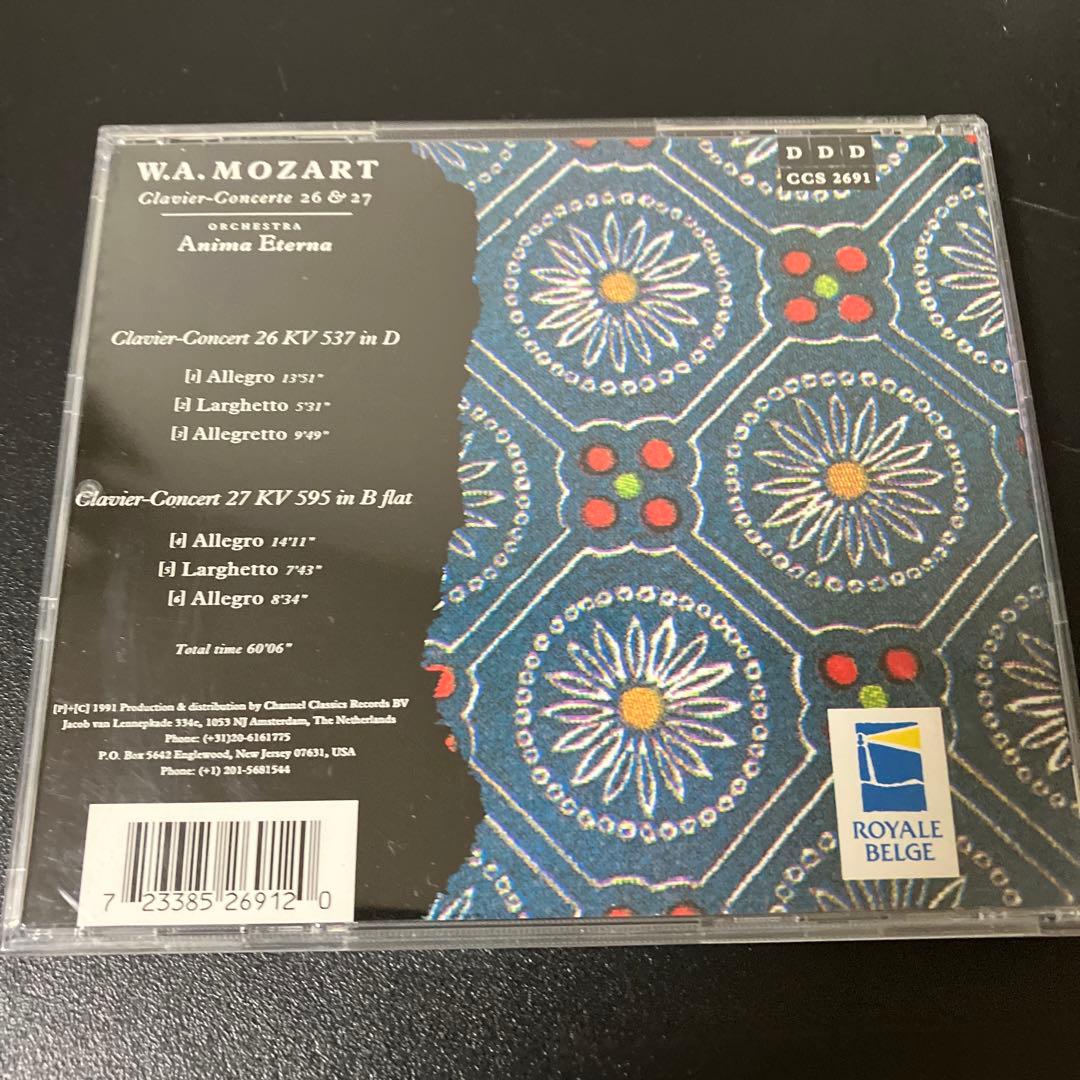 W.A. MOZART
Clavier-Concerte 26 & 27
ORCHESTRA
Anima Eterna
Clavier-Concert 26 KV 537 in D
[1] Allegro 13'51"
[2] Larghetto 5'31"
[3] Allegretto 9'49"
Clavier-Concert 27 KV 595 in B flat
[4] Allegro 14'11"
[5] Larghetto 7'43"
[6] Allegro 8'34"
Total time 60'06"
[P]+[C] 1991 Production & distribution by Channel Classics Records BV
Jacob van Lennepkade 334e, 1053 NJ Amsterdam, The Netherlands
Phone: (+31)20-6161775
P.O. Box 5642 Englewood, New Jersey 07631, USA
Phone: (+1) 201-5681544
7 23385 26912 0
D D D
CCS 2691
ROYALE
BELGE